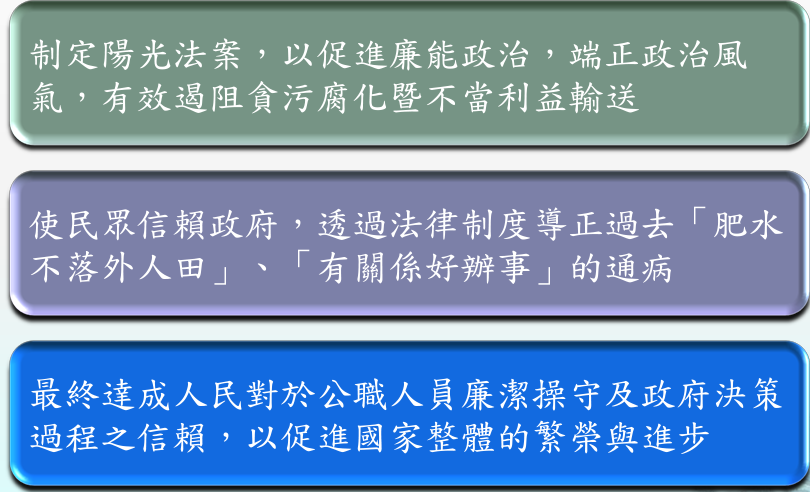 制定陽光法案，以促進廉能政治，端正政治風
氣，有效遏阻貪污腐化暨不當利益輸送
使民眾信賴政府，透過法律制度導正過去「肥水
不落外人田」、「有關係好辦事」的通病
最終達成人民對於公職人員廉潔操守及政府決策
過程之信賴，以促進國家整體的繁榮與進步